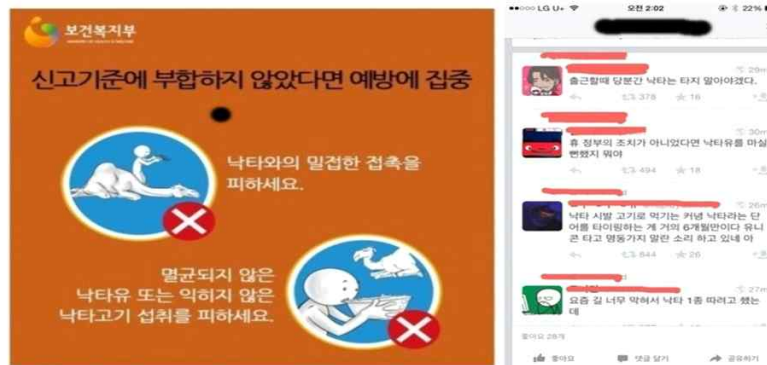 보건복지부
신고기준에 부합하지 않았다면 예방에 집중
낙타와의 밀접한 접촉을
피하세요.
멸균되지 않은
낙타유 또는 익히지 않은
낙타고기 섭취를 피하세요.
LG U+
오전 2:02
22%
29m
출근할때 당분간 낙타는 타지 말아야겠다.
378
16
30m
휴 정부의 조치가 아니었다면 낙타유를 마실
뻔했지 뭐야
494
18
26m
낙타 시발 고기로 먹기는 커녕 낙타라는 단
어를 타이핑하는 게 거의 6개월만이다 유니
콘 타고 명동가지 말란 소리 하고 있네 아
844
26
27m
요즘 길 너무 막혀서 낙타 1종 따려고 했는
데
좋아요 28개
좋아요
댓글 달기
공유하기